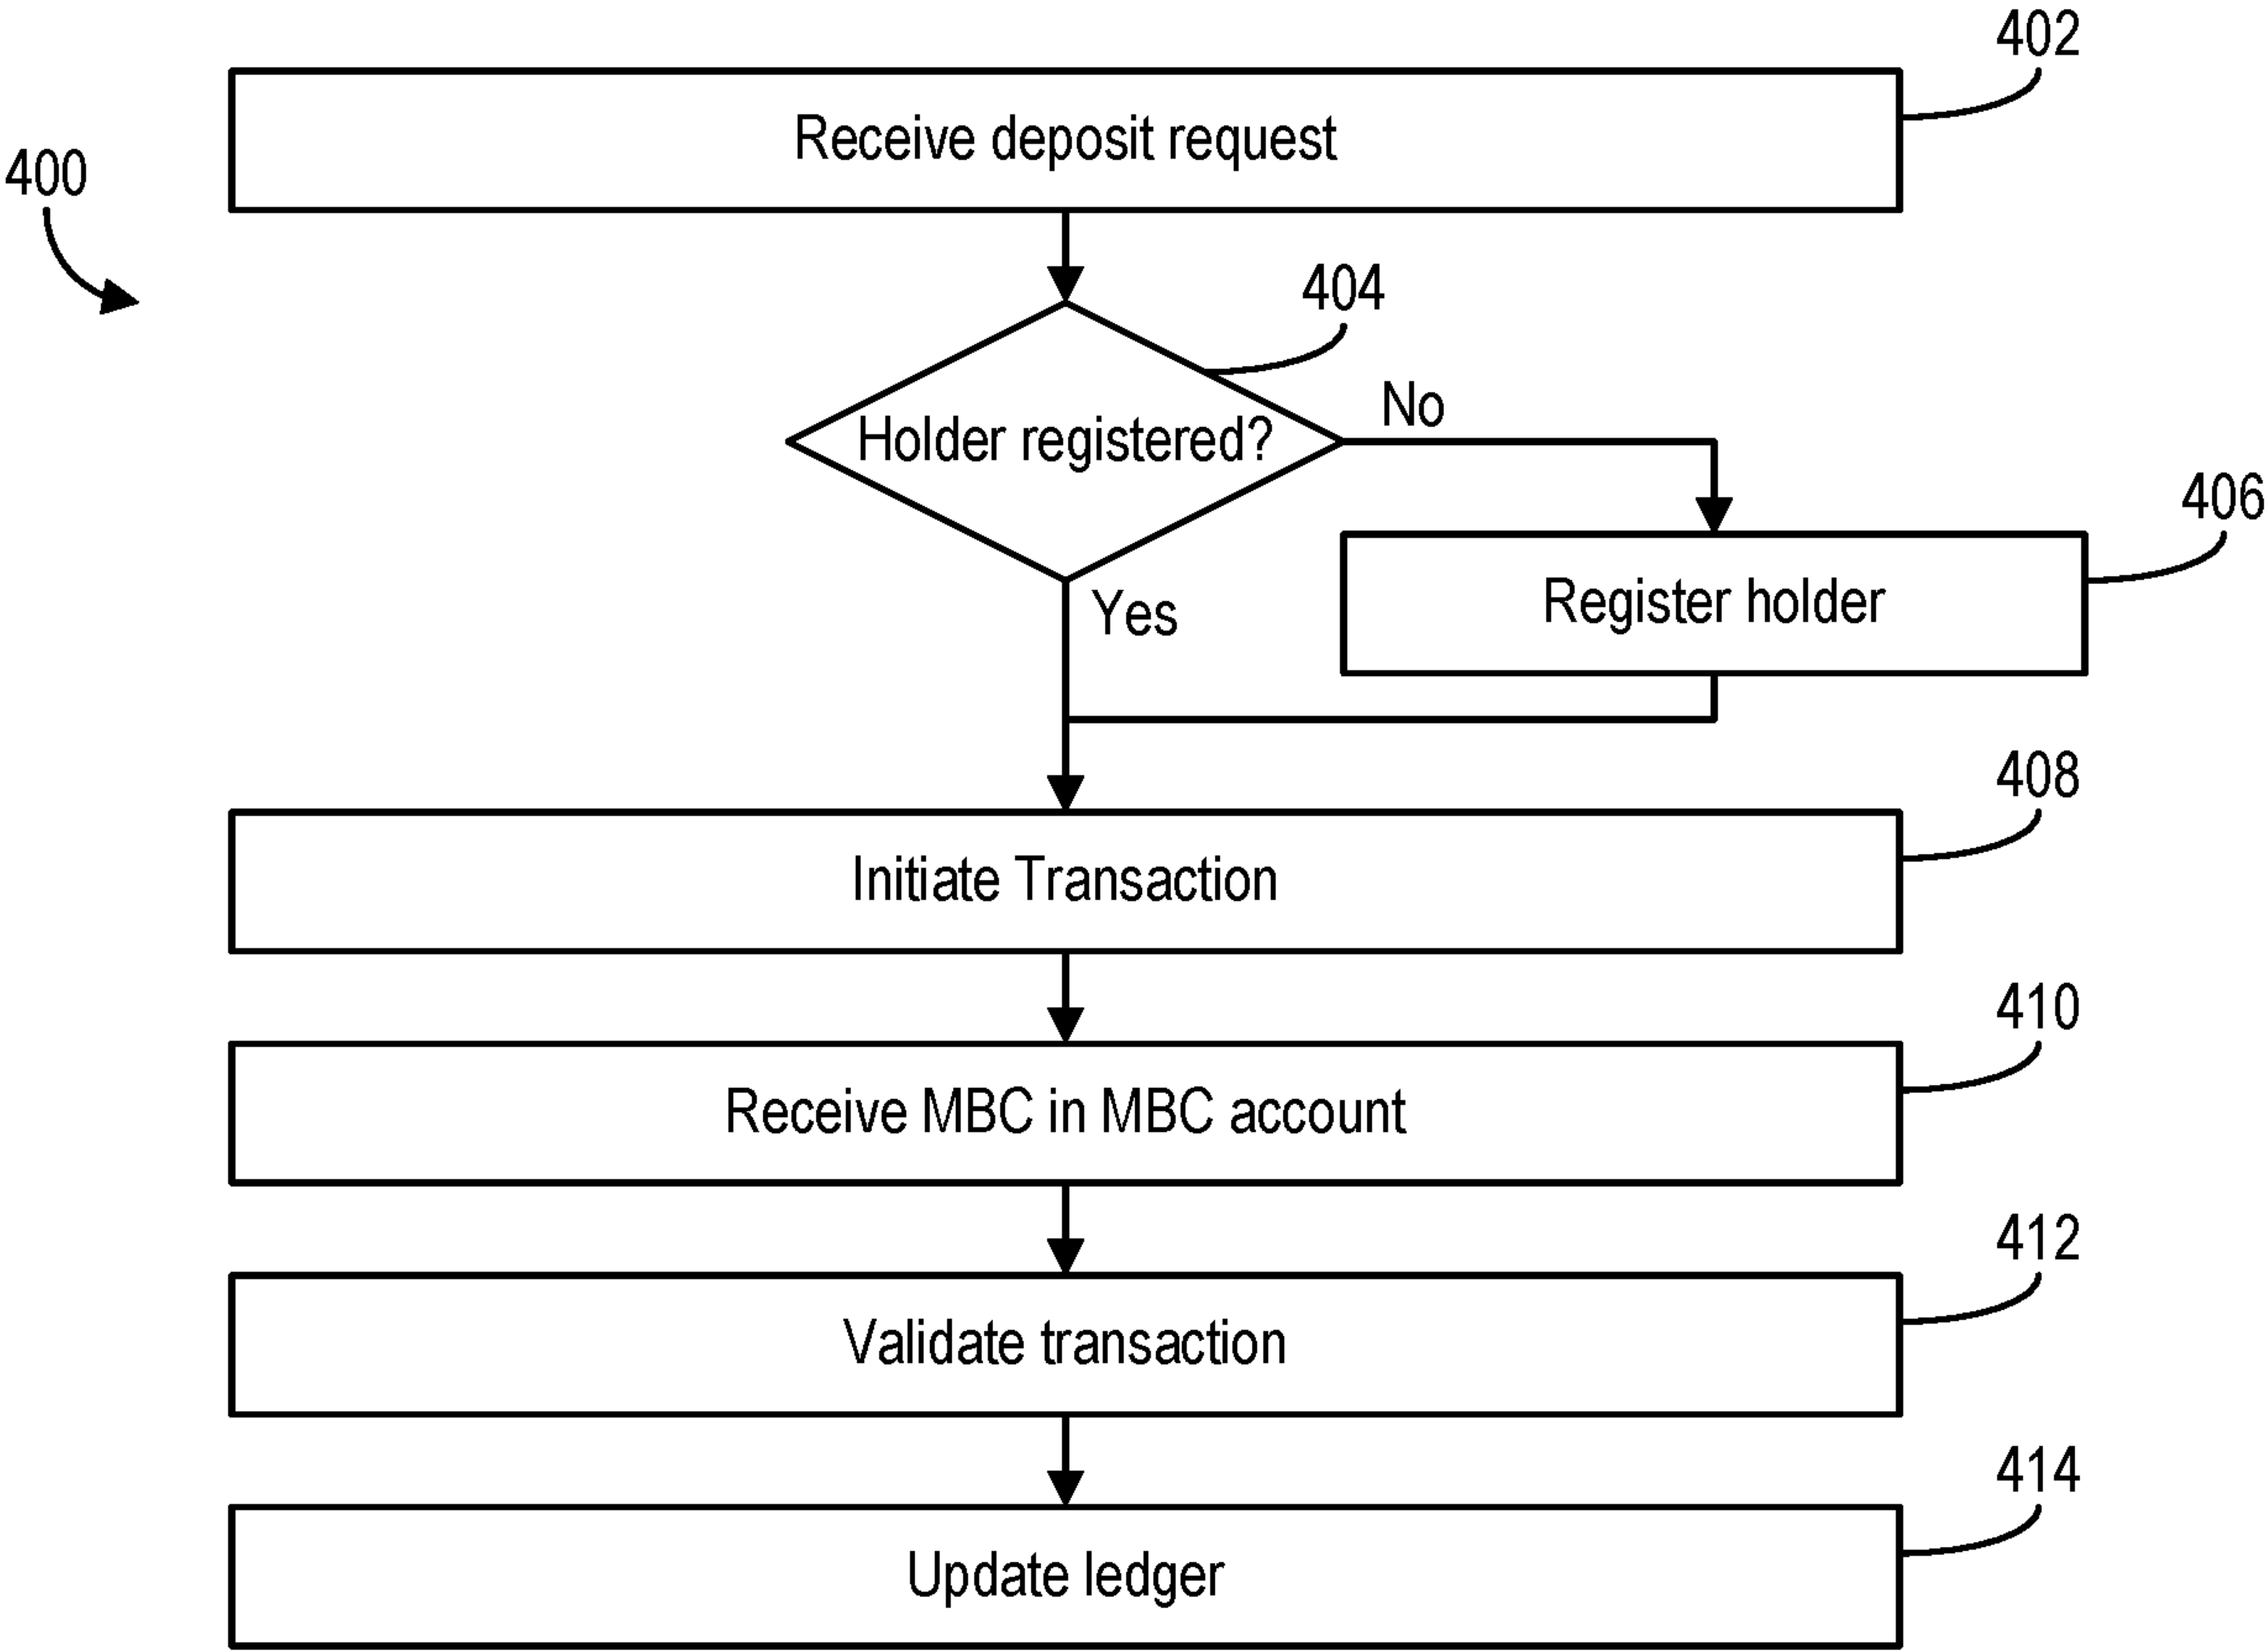 402
Receive deposit request
400
404
No
Holder registered?
406
Register holder
Yes
408
Initiate Transaction
410
Receive MBC in MBC account
412
Validate transaction
414
Update ledger